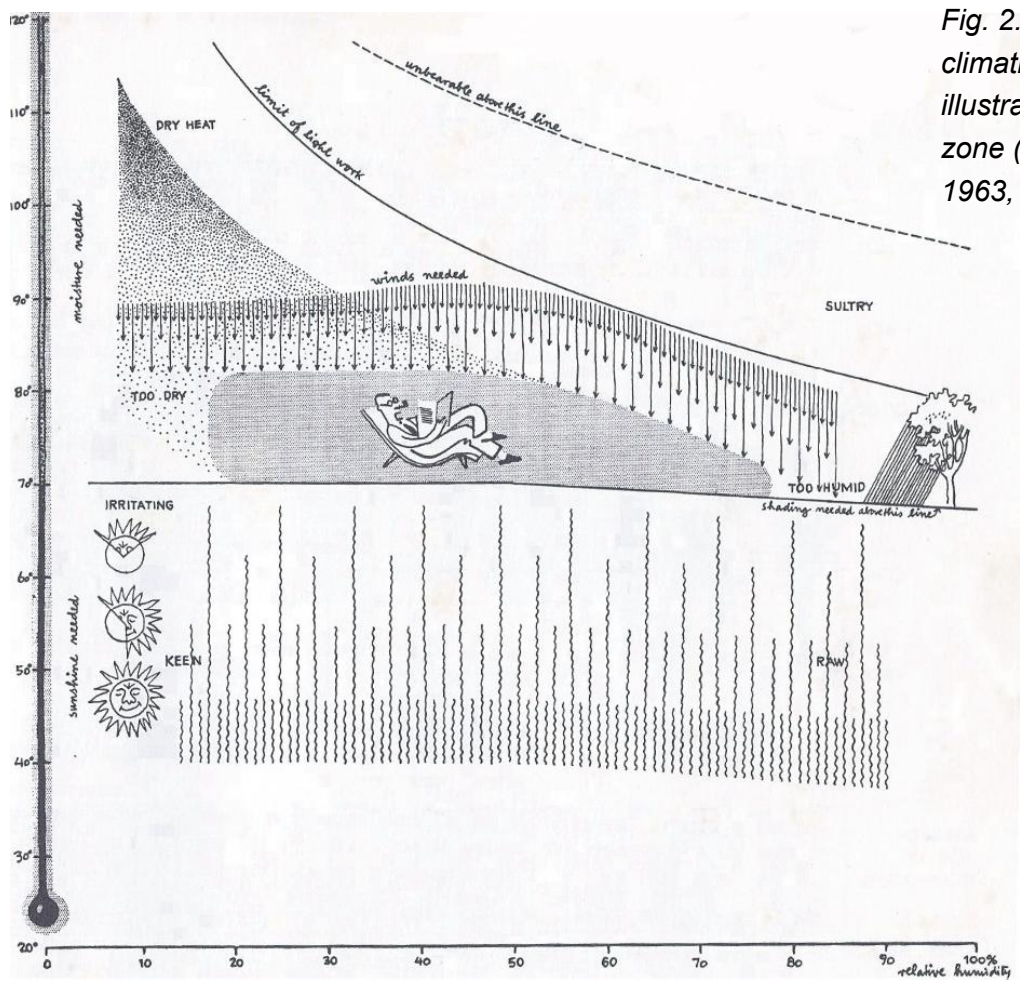 Fig. 2.
climati
illustra
zone (
1963,
120°
110°
100°
90°
80°
70°
60°
50°
40°
30°
20°
moisture needed
sunshine needed
DRY HEAT
limit of light work
unbearable above this line
winds needed
SULTRY
TOO DRY
TOO HUMID
shading needed above this line
IRRITATING
KEEN
RAW
0 10 20 30 40 50 60 70 80 90 100%
relative humidity